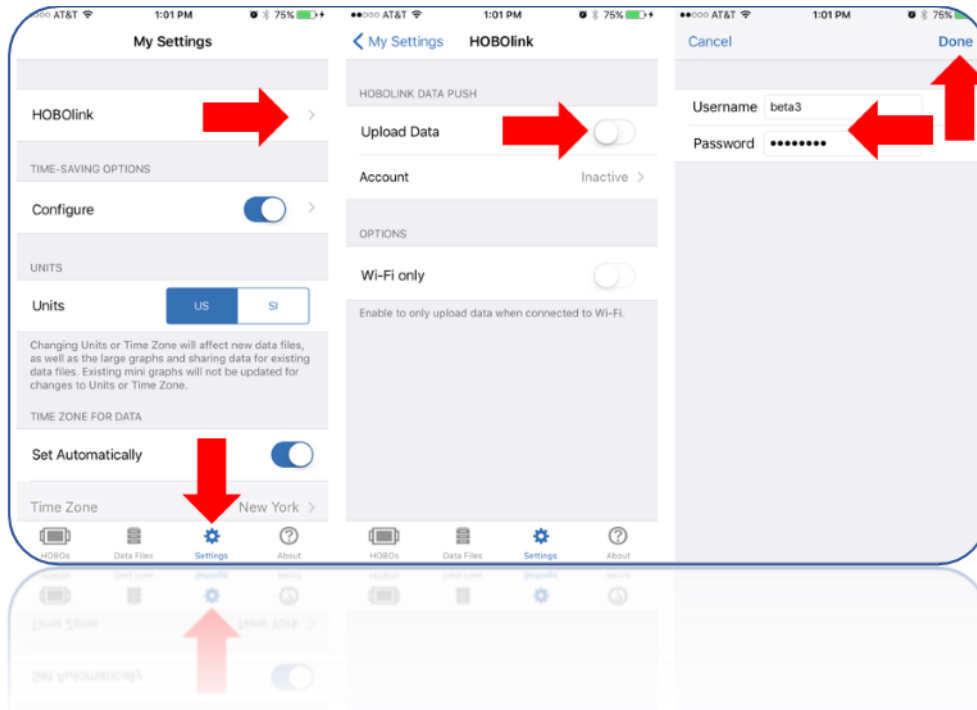 AT&T 1:01 PM 75%
My Settings
HOBOlink
TIME-SAVING OPTIONS
Configure
UNITS
Units US SI
Changing Units or Time Zone will affect new data files,
as well as the large graphs and sharing data for existing
data files. Existing mini graphs will not be updated for
changes to Units or Time Zone.
TIME ZONE FOR DATA
Set Automatically
Time Zone New York
HOBOs Data Files Settings About
AT&T 1:01 PM 75%
My Settings HOBOlink
HOBOLINK DATA PUSH
Upload Data
Account Inactive
OPTIONS
Wi-Fi only
Enable to only upload data when connected to Wi-Fi.
HOBOs Data Files Settings About
AT&T 1:01 PM 75%
Cancel Done
Username beta3
Password ••••••••